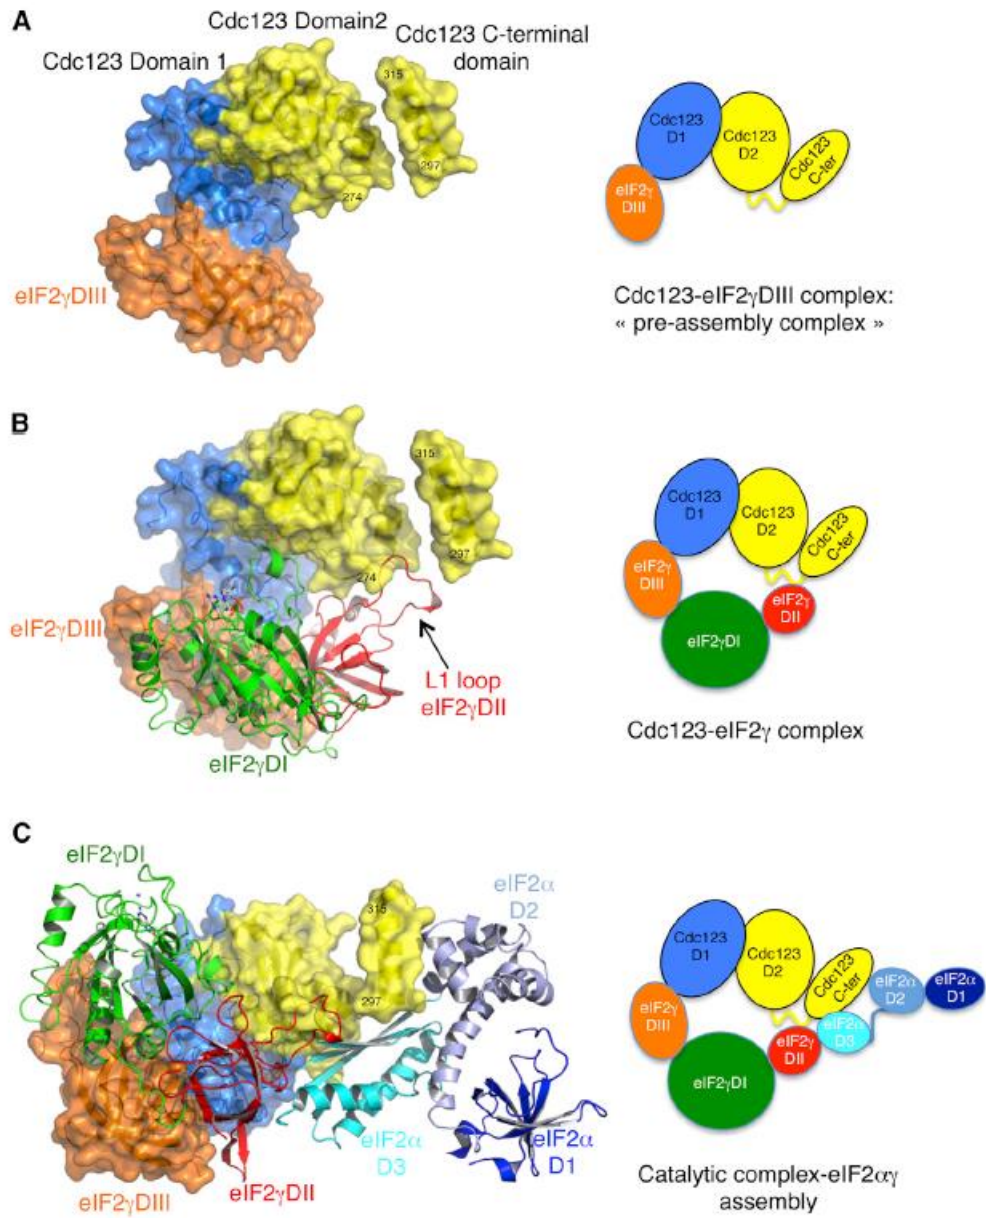 A
Cdc123 Domain2
Cdc123 Domain 1
Cdc123 C-terminal
domain
315
297
274
eIF2γDIII
Cdc123
D1
Cdc123
D2
Cdc123
C-ter
eIF2γ
DIII
Cdc123-eIF2γDIII complex:
« pre-assembly complex »
B
315
297
274
eIF2γDIII
L1 loop
eIF2γDII
eIF2γDI
Cdc123
D1
Cdc123
D2
Cdc123
C-ter
eIF2γ
DIII
eIF2γ
DII
eIF2γDI
Cdc123-eIF2γ complex
C
eIF2γDI
eIF2α
D2
315
297
eIF2α
D3
eIF2α
D1
eIF2γDIII
eIF2γDII
Cdc123
D1
Cdc123
D2
Cdc123
C-ter
eIF2α
D2
eIF2α
D1
eIF2γ
DIII
eIF2γ
DII
eIF2α
D3
eIF2γDI
Catalytic complex-eIF2αγ
assembly